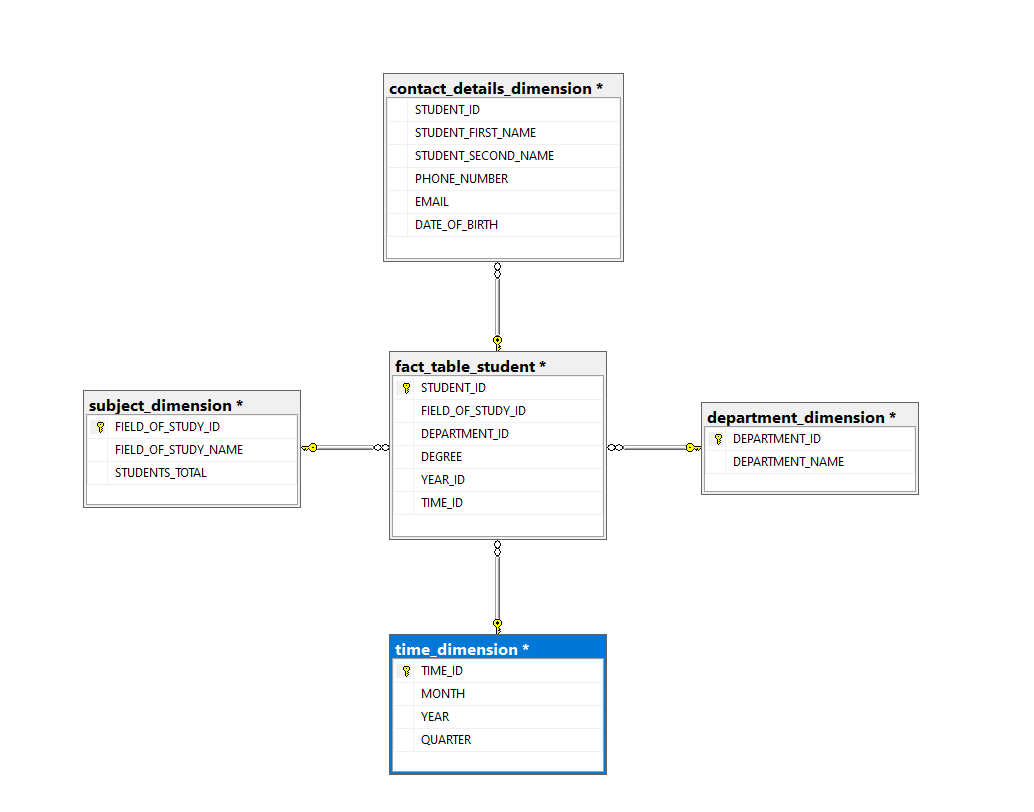 contact_details_dimension *
STUDENT_ID
STUDENT_FIRST_NAME
STUDENT_SECOND_NAME
PHONE_NUMBER
EMAIL
DATE_OF_BIRTH
fact_table_student *
STUDENT_ID
FIELD_OF_STUDY_ID
DEPARTMENT_ID
DEGREE
YEAR_ID
TIME_ID
subject_dimension *
FIELD_OF_STUDY_ID
FIELD_OF_STUDY_NAME
STUDENTS_TOTAL
department_dimension *
DEPARTMENT_ID
DEPARTMENT_NAME
time_dimension *
TIME_ID
MONTH
YEAR
QUARTER